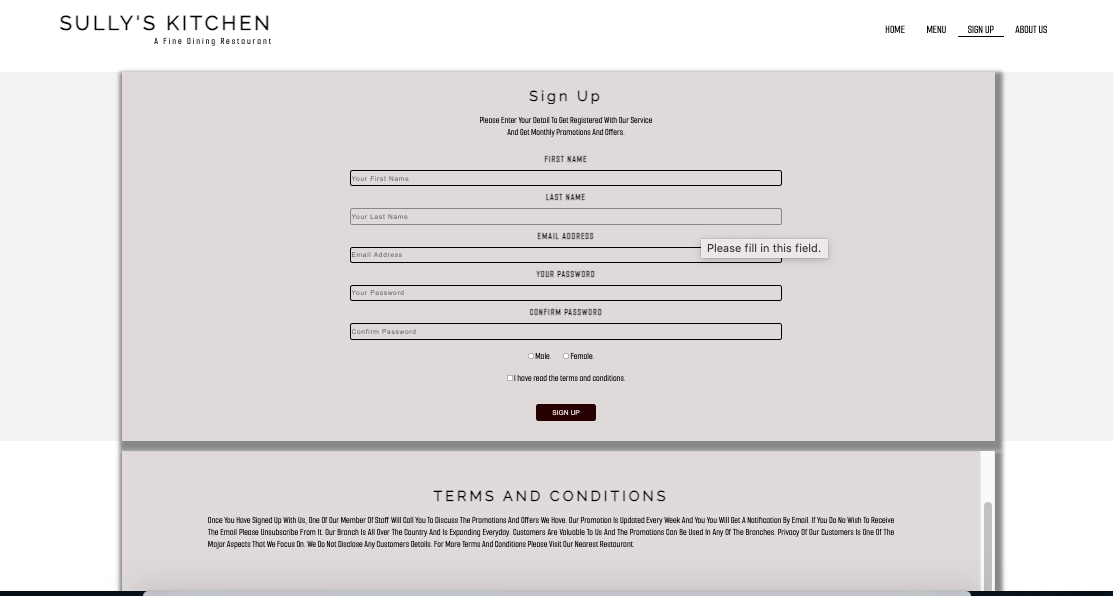 SULLY'S KITCHEN
A Fine Dining Restaurant
HOME MENU SIGN UP ABOUT US
Sign Up
Please Enter Your Detail To Get Registered With Our Service
And Get Monthly Promotions And Offers.
FIRST NAME
Your First Name
LAST NAME
Your Last Name
EMAIL ADDRESS
Please fill in this field.
Email Address
YOUR PASSWORD
Your Password
CONFIRM PASSWORD
Confirm Password
Male. Female.
I have read the terms and conditions.
SIGN UP
TERMS AND CONDITIONS
Once You Have Signed Up With Us, One Of Our Member Of Staff Will Call You To Discuss The Promotions And Offers We Have. Our Promotion Is Updated Every Week And You You Will Get A Notification By Email. If You Do No Wish To Receive
The Email Please Unsubscribe From It. Our Branch Is All Over The Country And Is Expanding Everyday. Customers Are Valuable To Us And The Promotions Can Be Used In Any Of The Branches. Privacy Of Our Customers Is One Of The
Major Aspects That We Focus On. We Do Not Disclose Any Customers Details. For More Terms And Conditions Please Visit Our Nearest Restaurant.